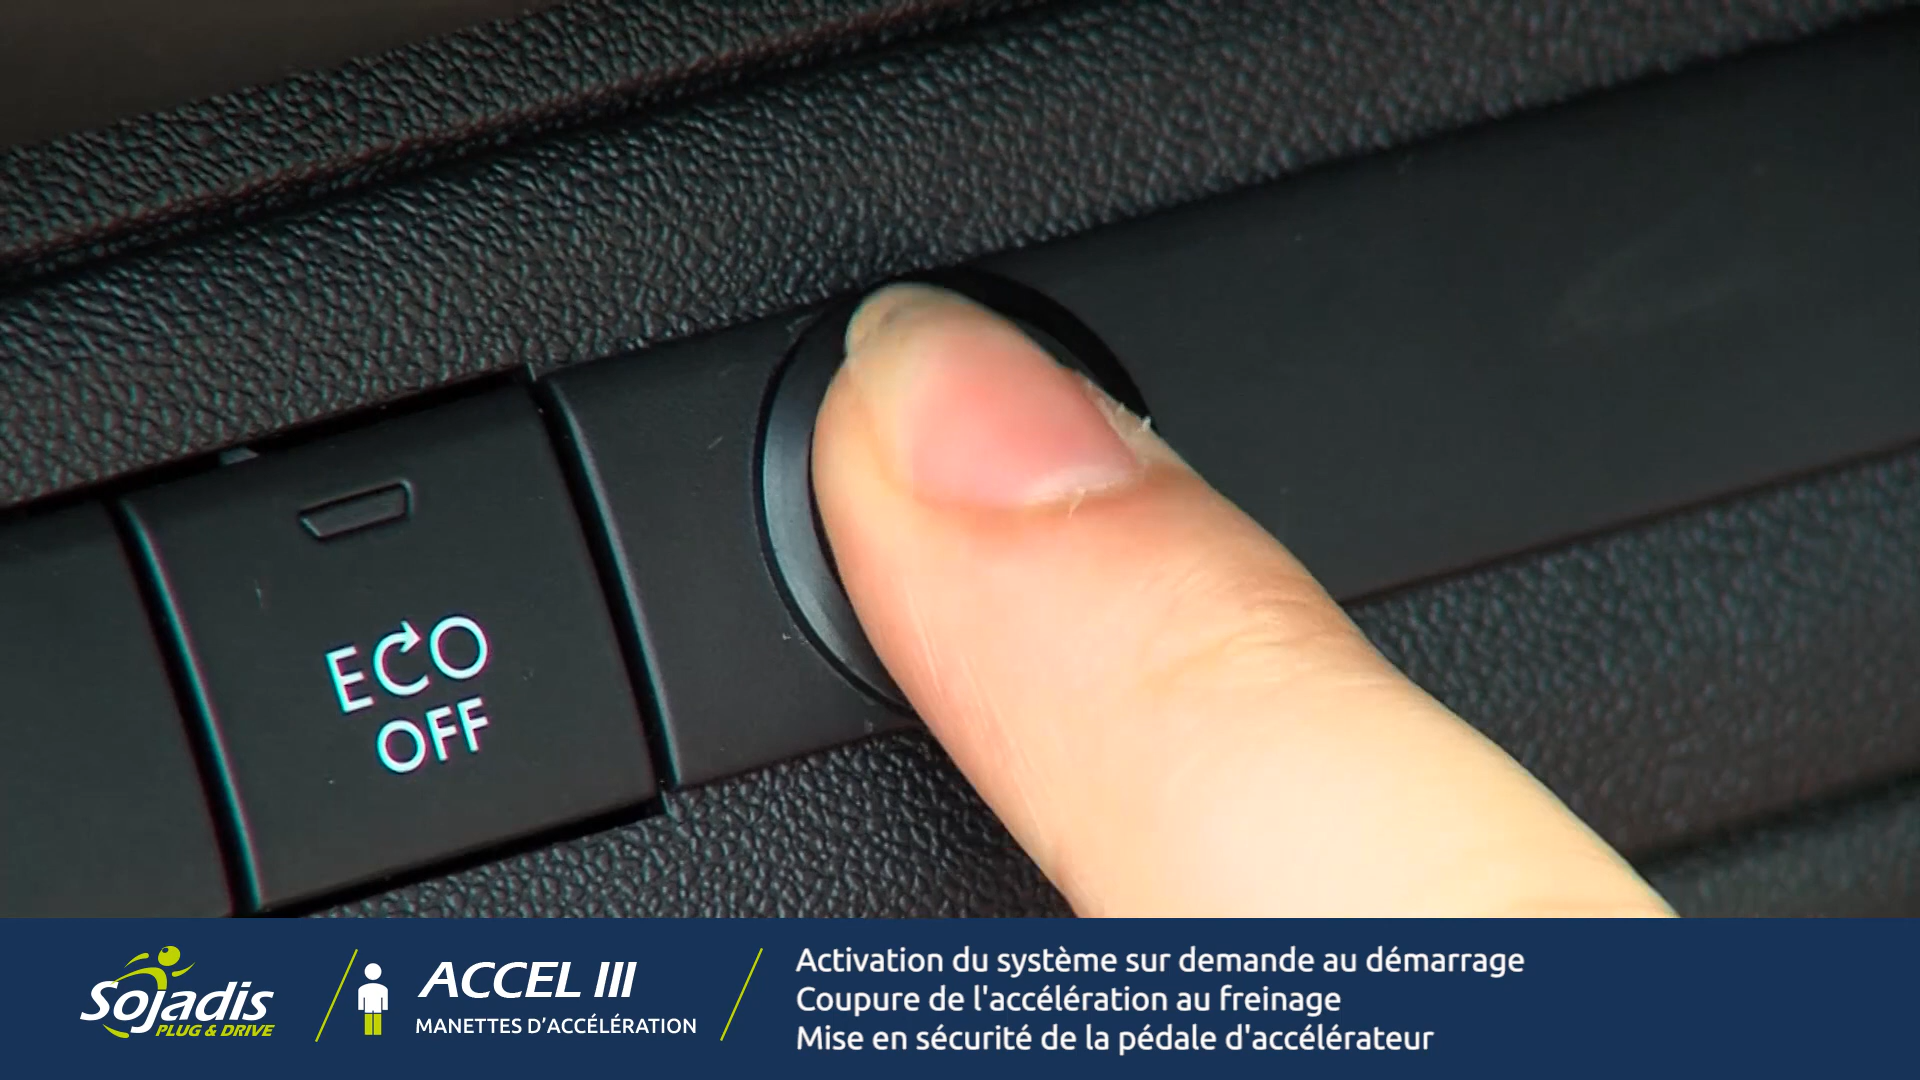 ECO
OFF
Sojadis
PLUG & DRIVE
ACCEL III
MANETTES D'ACCÉLÉRATION
Activation du système sur demande au démarrage
Coupure de l'accélération au freinage
Mise en sécurité de la pédale d'accélérateur